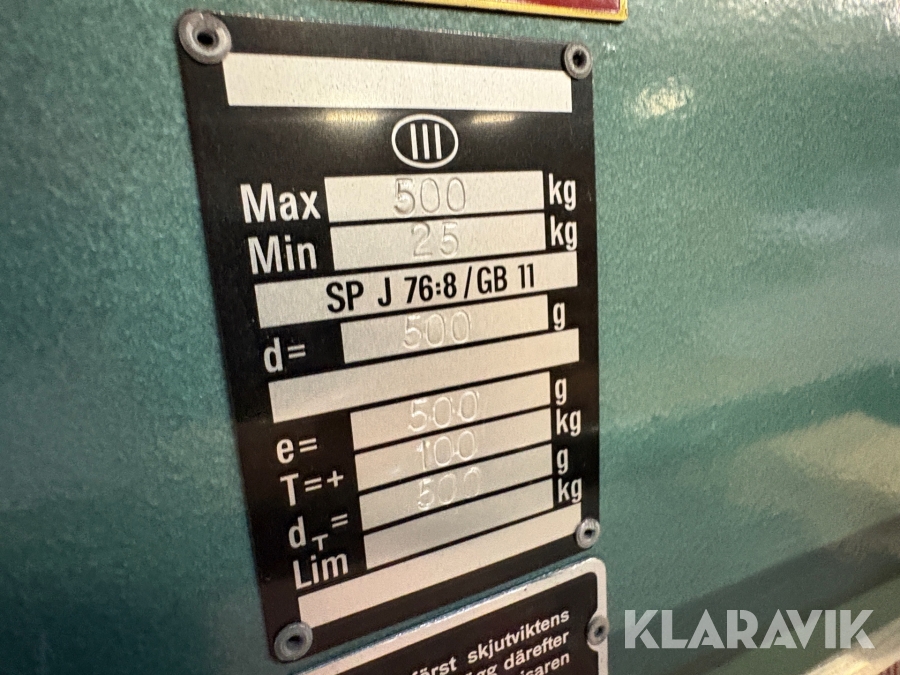 III
Max 500 kg
Min 25 kg
SP J 76:8/GB 11
d= 500 g
e= 500 g
T=+ 100 kg
dT= 500 g
Lim kg
först skjutviktens
därefter
KLARAVIK